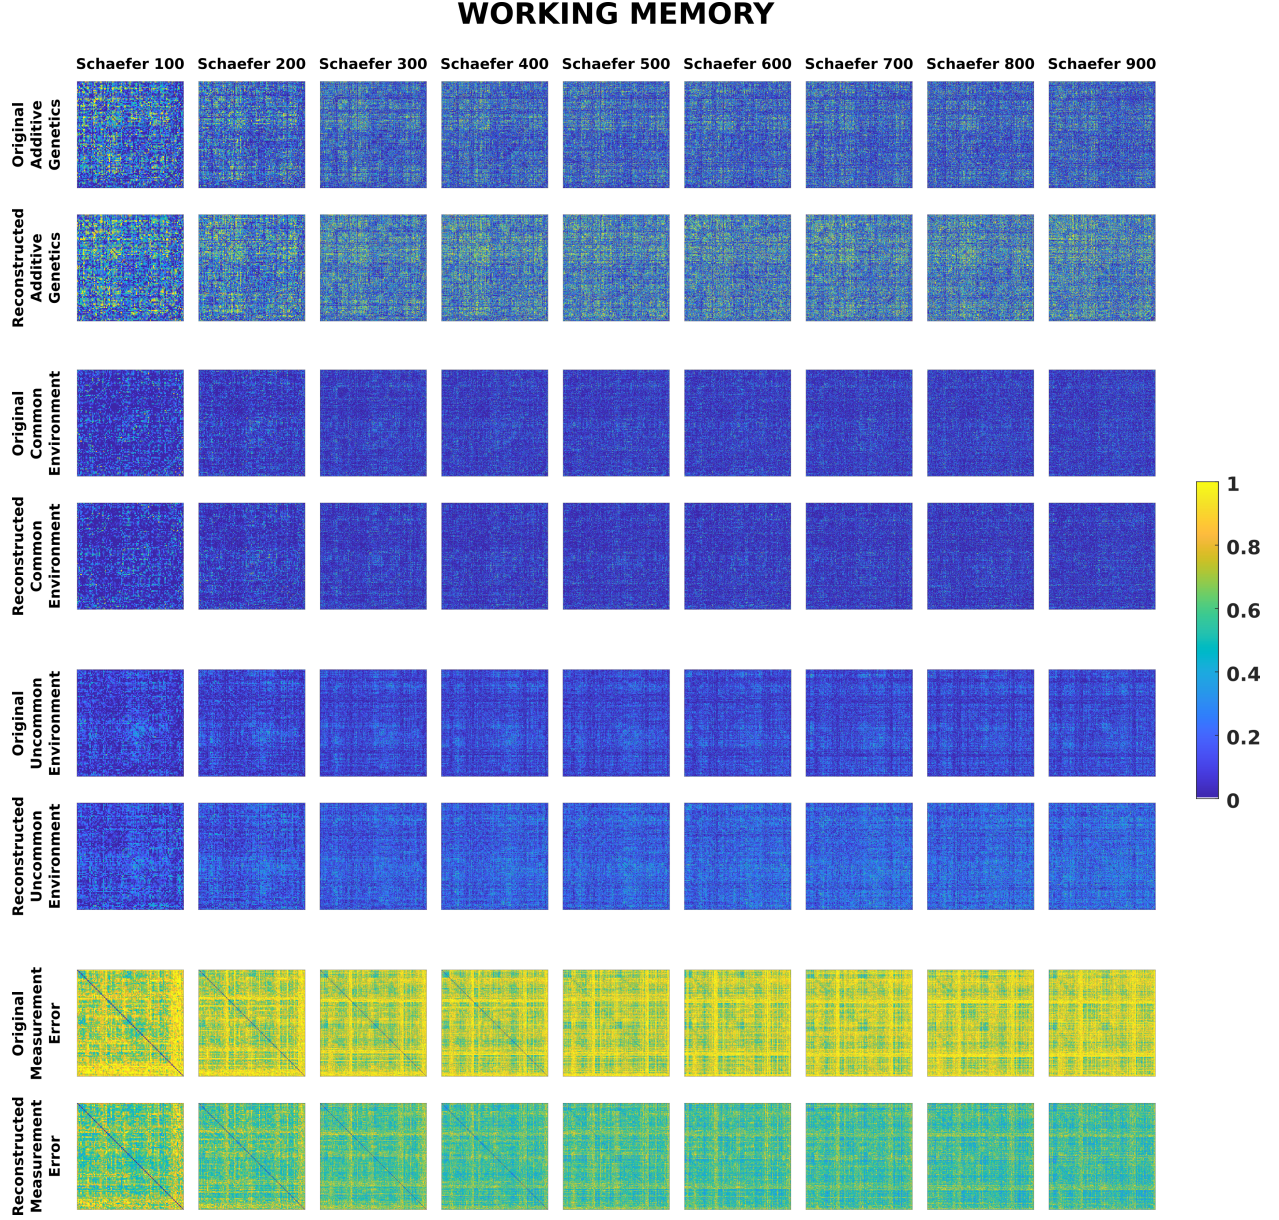 WORKING MEMORY
Schaefer 100 Schaefer 200 Schaefer 300 Schaefer 400 Schaefer 500 Schaefer 600 Schaefer 700 Schaefer 800 Schaefer 900
Original
Additive
Genetics
Reconstructed
Additive
Genetics
Original
Common
Environment
Reconstructed
Common
Environment
Original
Uncommon
Environment
Reconstructed
Uncommon
Environment
Original
Measurement
Error
Reconstructed
Measurement
Error
1
0.8
0.6
0.4
0.2
0